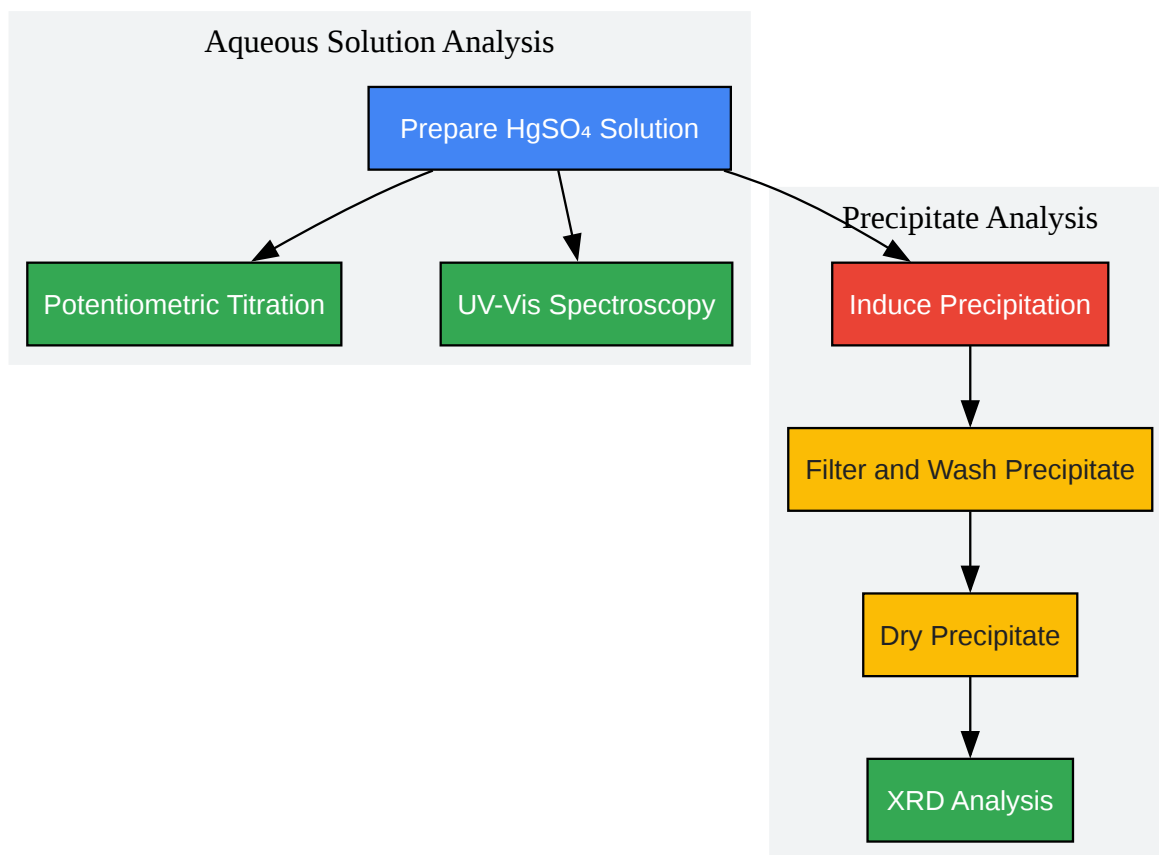 Aqueous Solution Analysis
Prepare HgSO₄ Solution
Precipitate Analysis
Potentiometric Titration
UV-Vis Spectroscopy
Induce Precipitation
Filter and Wash Precipitate
Dry Precipitate
XRD Analysis